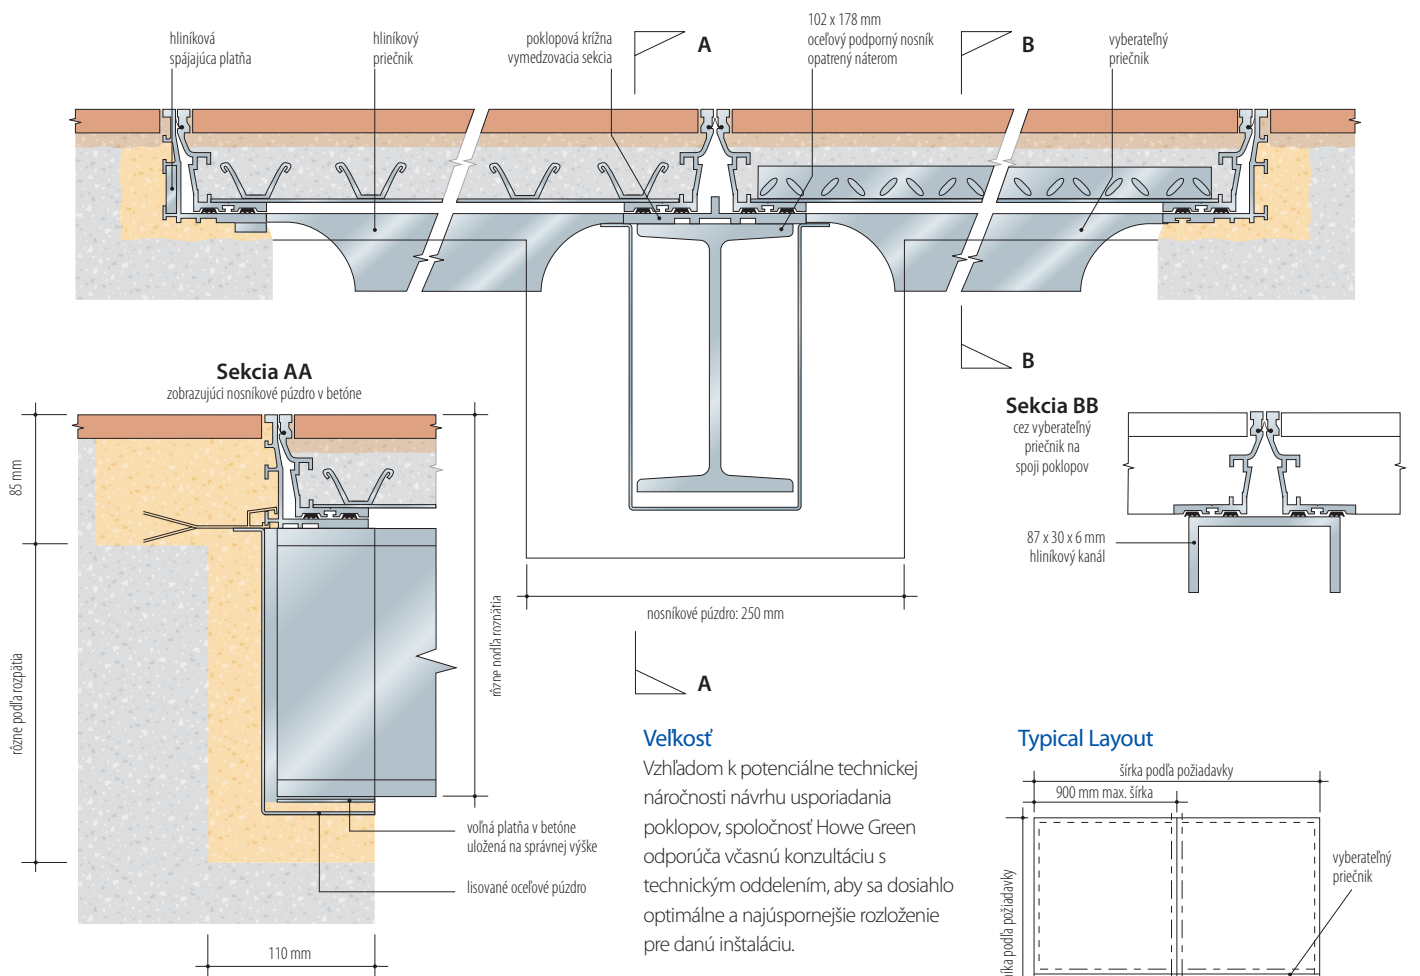 hliníková
spájajúca platňa
hliníkový
priečnik
poklopová krížna
vymedzovacia sekcia
A
102 x 178 mm
oceľový podporný nosník
opatrený náterom
B
vyberateľný
priečnik
B
Sekcia AA
zobrazujúci nosníkové púzdro v betóne
85 mm
rôzne podľa rozpätia
rôzne podľa rozpätia
voľná platňa v betóne
uložená na správnej výške
lisované oceľové púzdro
110 mm
nosníkové púzdro: 250 mm
A
Sekcia BB
cez vyberateľný
priečnik na
spoji poklopov
87 x 30 x 6 mm
hliníkový kanál
Veľkosť
Vzhľadom k potenciálne technickej
náročnosti návrhu usporiadania
poklopov, spoločnosť Howe Green
odporúča včasnú konzultáciu s
technickým oddelením, aby sa dosiahlo
optimálne a najúspornejšie rozloženie
pre danú inštaláciu.
Typical Layout
šírka podľa požiadavky
900 mm max. šírka
podľa požiadavky
vyberateľný
priečnik